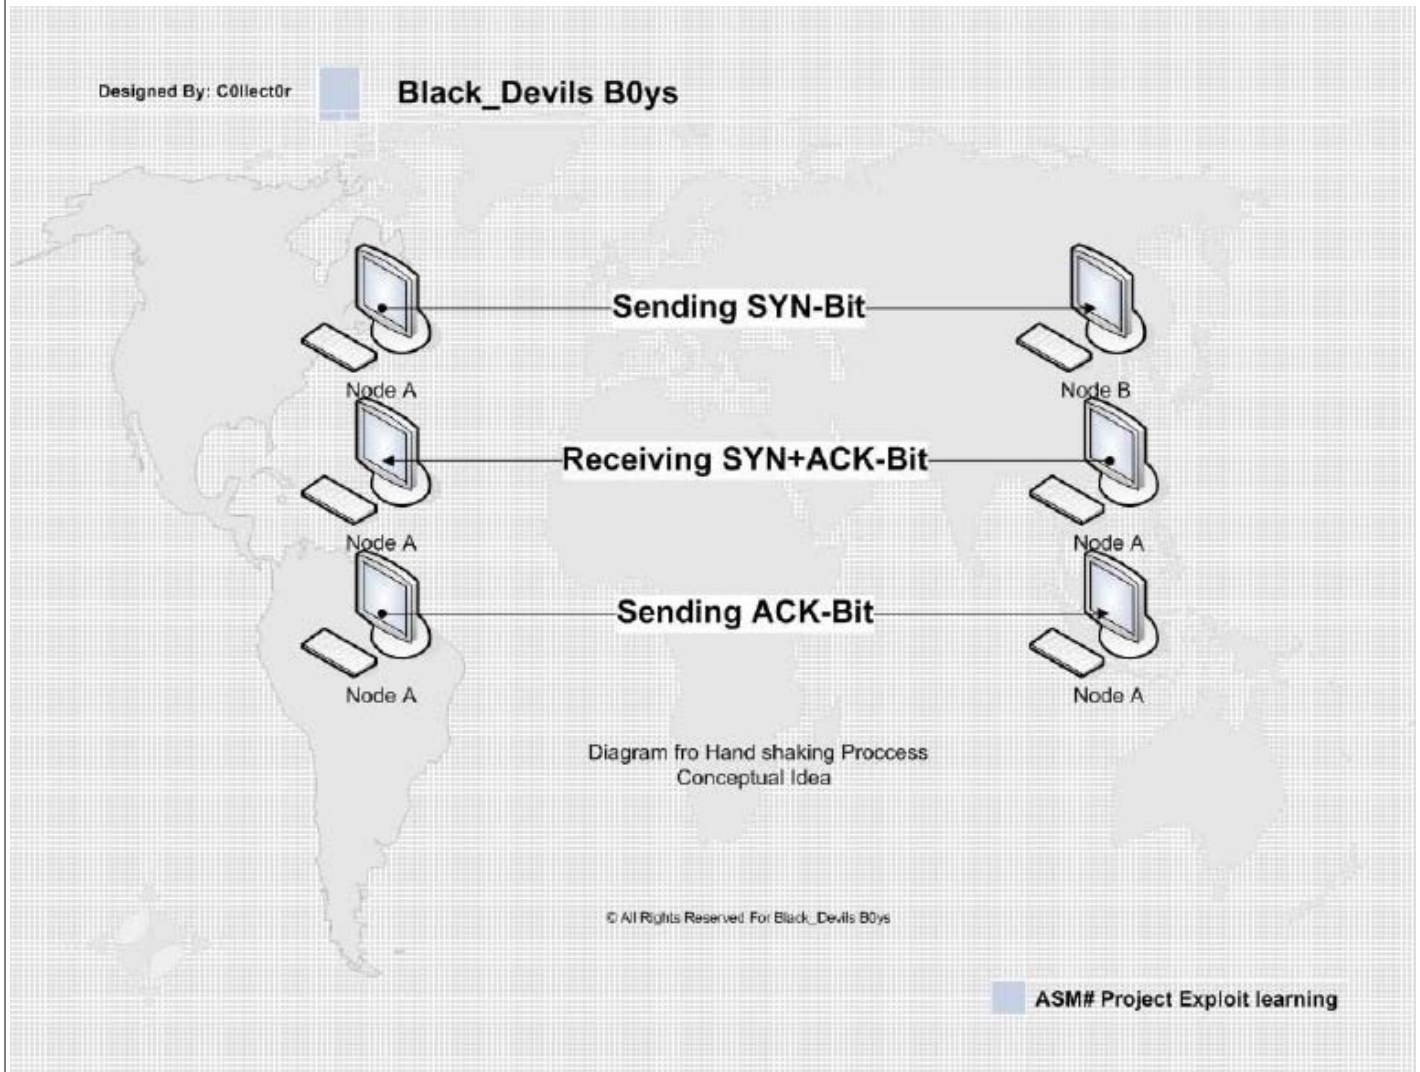 Designed By: C0llect0r
Black_Devils B0ys
Sending SYN-Bit
Node A
Node B
Receiving SYN+ACK-Bit
Node A
Node A
Sending ACK-Bit
Node A
Node A
Diagram fro Hand shaking Proccess
Conceptual Idea
© All Rights Reserved For Black_Devils B0ys
ASM# Project Exploit learning